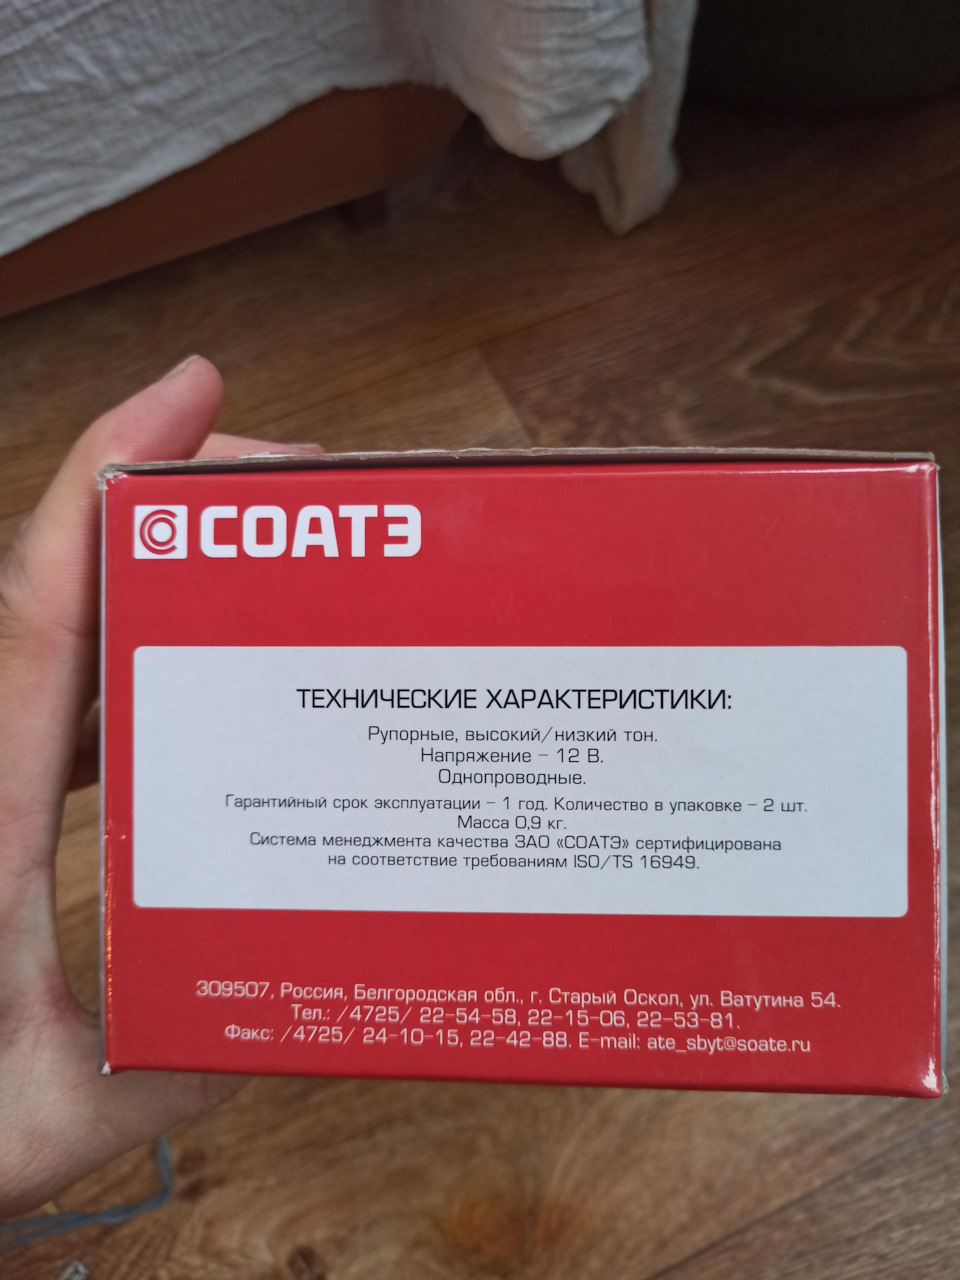 СОАТЭ
ТЕХНИЧЕСКИЕ ХАРАКТЕРИСТИКИ:
Рупорные, высокий/низкий тон.
Напряжение – 12 В.
Однопроводные.
Гарантийный срок эксплуатации – 1 год. Количество в упаковке – 2 шт.
Масса 0,9 кг.
Система менеджмента качества ЗАО «СОАТЭ» сертифицирована
на соответствие требованиям ISO/TS 16949.
309507, Россия, Белгородская обл., г. Старый Оскол, ул. Ватутина 54.
Тел.: /4725/ 22-54-58, 22-15-06, 22-53-81.
Факс: /4725/ 24-10-15, 22-42-88. E-mail: ate_sbyt@soate.ru